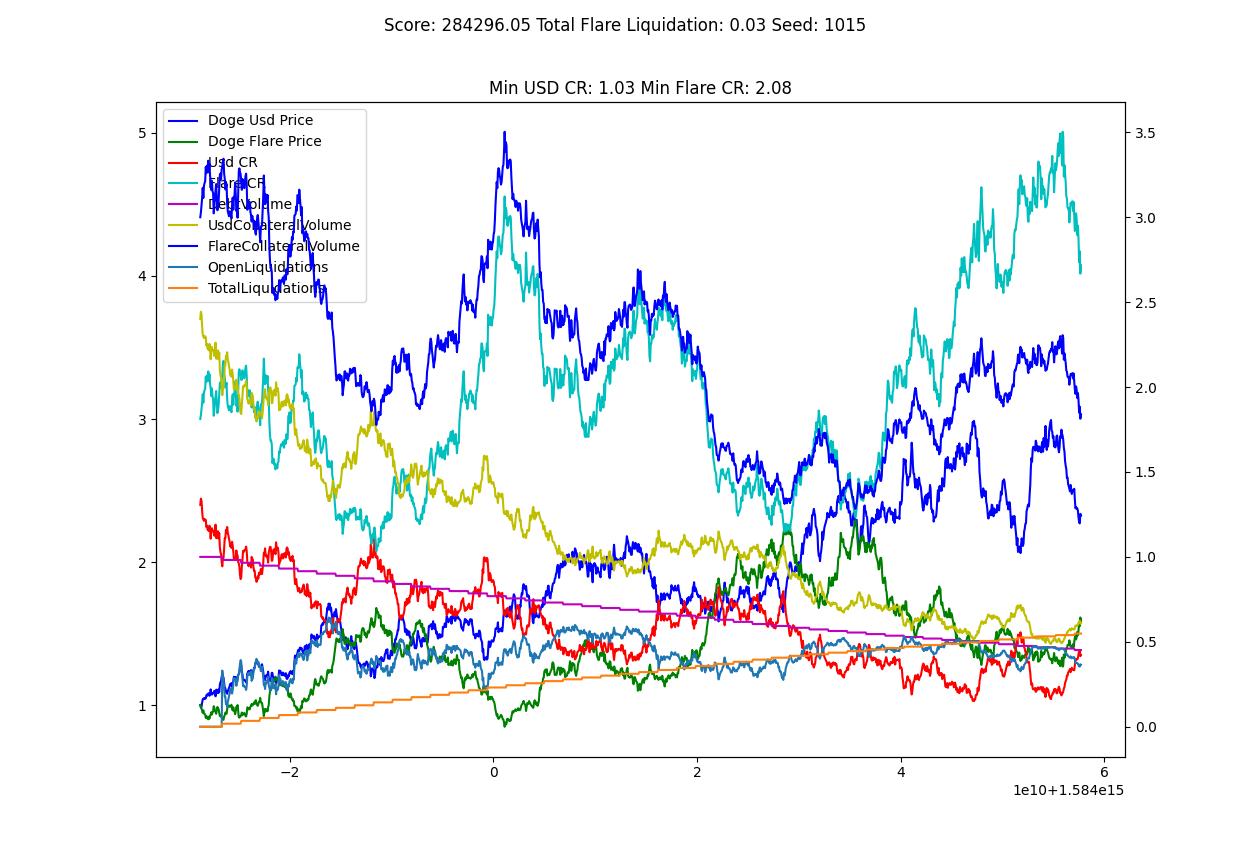 Score: 284296.05 Total Flare Liquidation: 0.03 Seed: 1015
Min USD CR: 1.03 Min Flare CR: 2.08
Doge Usd Price
Doge Flare Price
Usd CR
Flare CR
DebtVolume
UsdCollateralVolume
FlareCollateralVolume
OpenLiquidations
TotalLiquidations
5
4
3
2
1
3.5
3.0
2.5
2.0
1.5
1.0
0.5
0.0
−2
0
2
4
6
1e10+1.584e15